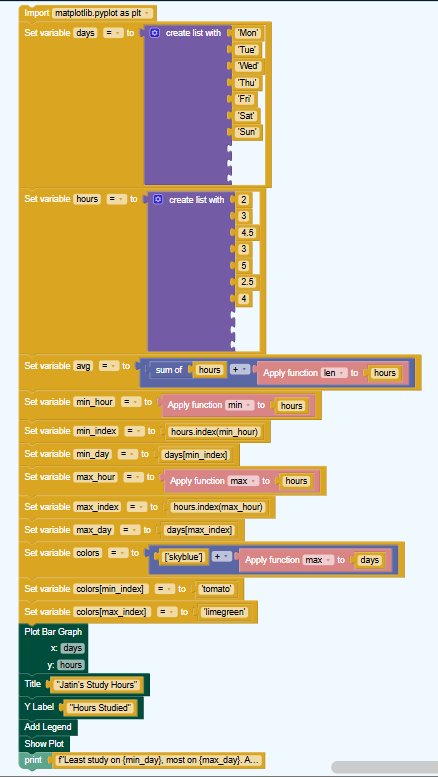 Import matplotlib.pyplot as plt
Set variable days = to create list with 'Mon'
'Tue'
'Wed'
'Thu'
'Fri'
'Sat'
'Sun'
Set variable hours = to create list with 2
3
4.5
3
5
2.5
4
Set variable avg = to sum of hours + Apply function len to hours
Set variable min_hour = to Apply function min to hours
Set variable min_index = to hours.index(min_hour)
Set variable min_day = to days[min_index]
Set variable max_hour = to Apply function max to hours
Set variable max_index = to hours.index(max_hour)
Set variable max_day = to days[max_index]
Set variable colors = to ['skyblue'] + Apply function max to days
Set variable colors[min_index] = to 'tomato'
Set variable colors[max_index] = to 'limegreen'
Plot Bar Graph
x: days
y: hours
Title "Jatin's Study Hours"
Y Label "Hours Studied"
Add Legend
Show Plot
print f"Least study on {min_day}, most on {max_day}. A...